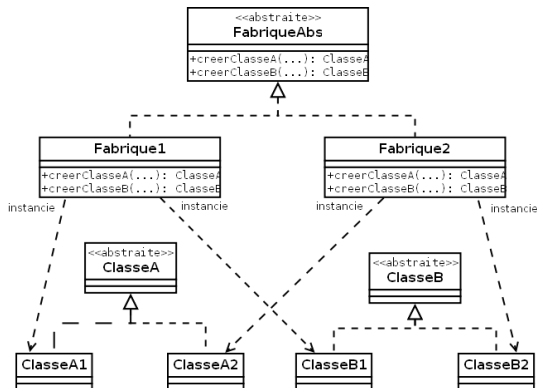 <<abstraite>>
FabriqueAbs
+creerClasseA(...): ClasseA
+creerClasseB(...): ClasseB
Fabrique1
+creerClasseA(...): ClasseA
+creerClasseB(...): ClasseB
Fabrique2
+creerClasseA(...): ClasseA
+creerClasseB(...): ClasseB
instancie
instancie
instancie
instancie
<<abstraite>>
ClasseA
<<abstraite>>
ClasseB
ClasseA1
ClasseA2
ClasseB1
ClasseB2